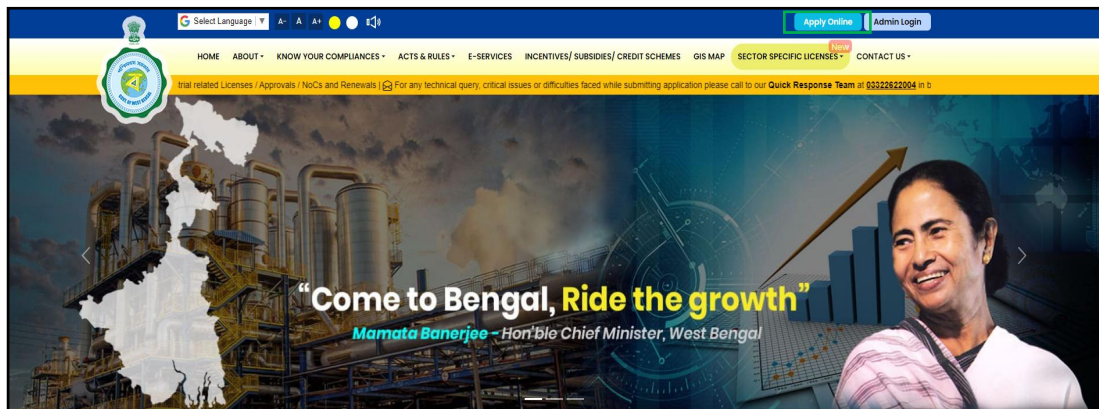 Select Language ▼ A- A A+ Apply Online Admin Login
New
HOME ABOUT KNOW YOUR COMPLIANCES ACTS & RULES E-SERVICES INCENTIVES/ SUBSIDIES/ CREDIT SCHEMES GIS MAP SECTOR SPECIFIC LICENSES CONTACT US
trial related Licenses / Approvals / NoCs and Renewals | For any technical query, critical issues or difficulties faced while submitting application please call to our Quick Response Team at 03322622004 in b
“Come to Bengal, Ride the growth”
Mamata Banerjee - Hon'ble Chief Minister, West Bengal